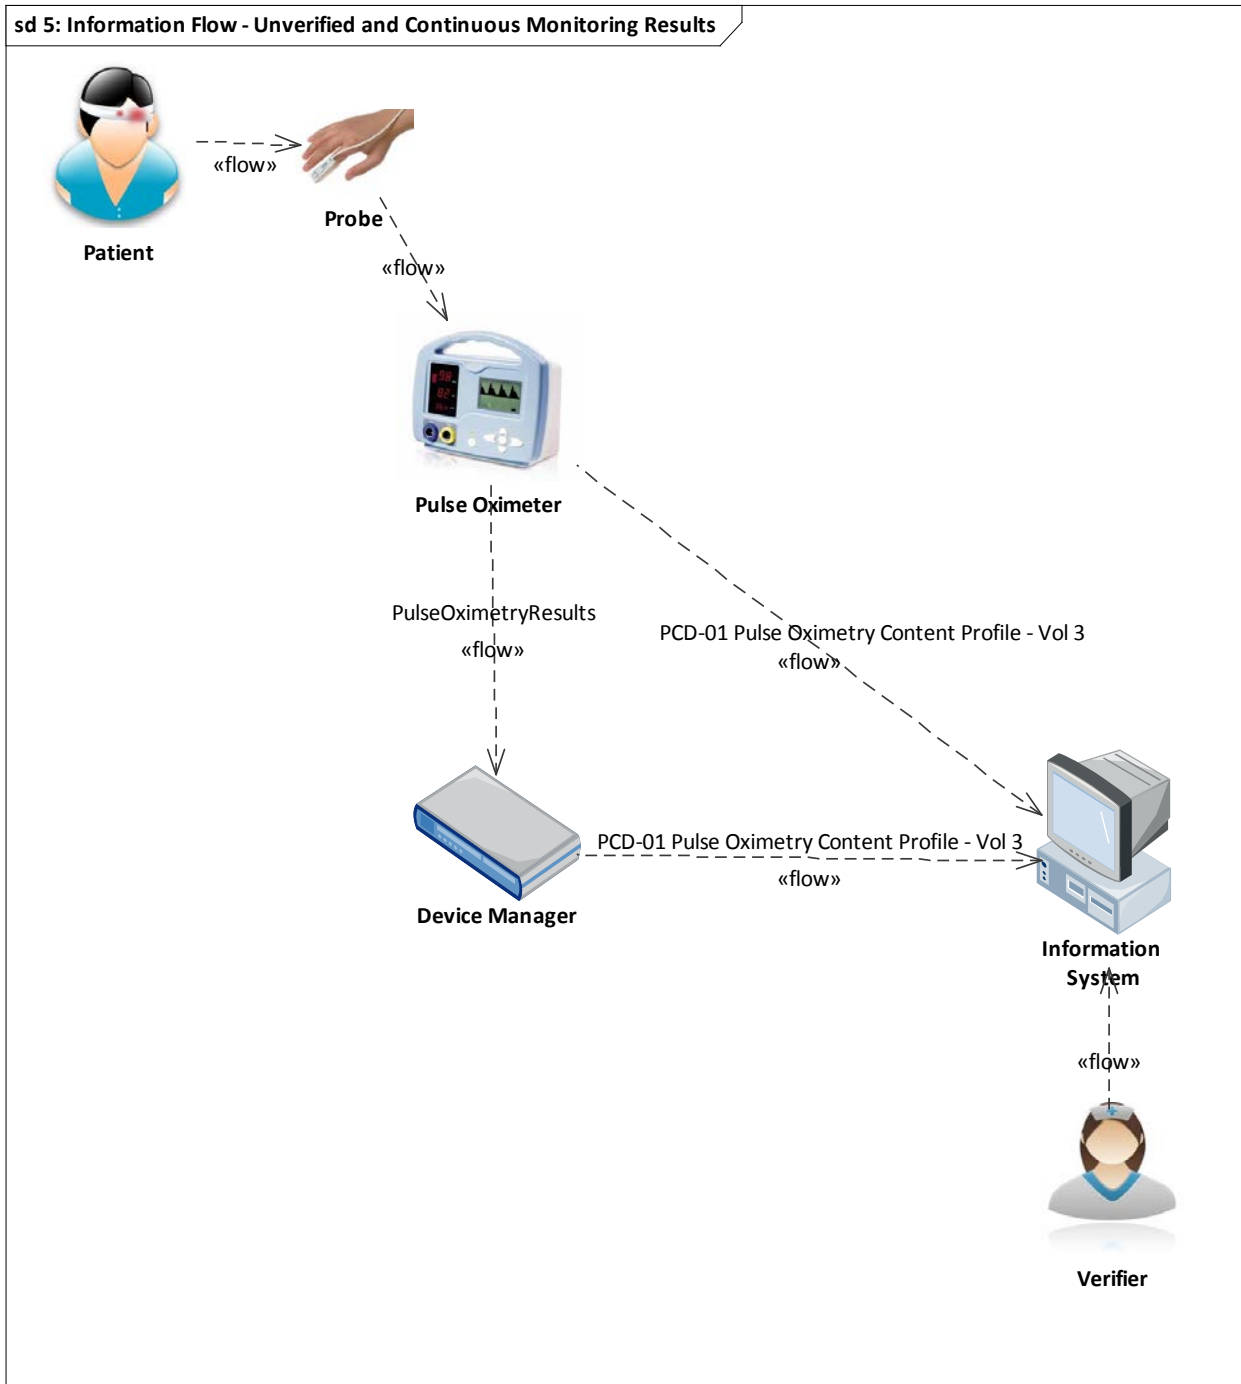 sd 5: Information Flow - Unverified and Continuous Monitoring Results
«flow»
Probe
Patient
«flow»
98
82
Pulse Oximeter
PulseOximetryResults
«flow»
PCD-01 Pulse Oximetry Content Profile - Vol 3
«flow»
PCD-01 Pulse Oximetry Content Profile - Vol 3
«flow»
Device Manager
Information
System
«flow»
Verifier